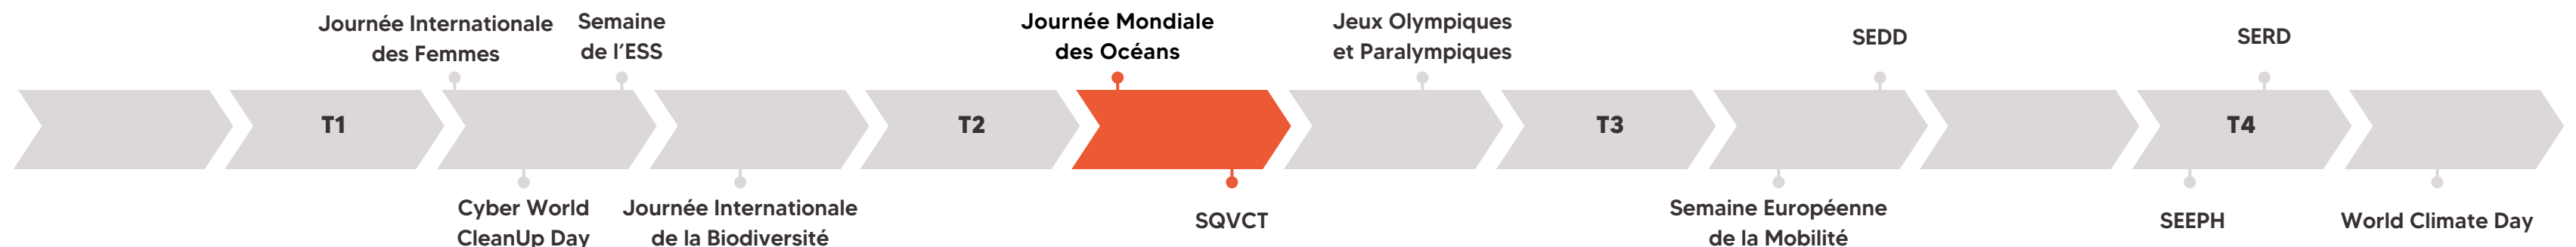 Journée Internationale
des Femmes
Semaine
de l’ESS
Journée Mondiale
des Océans
Jeux Olympiques
et Paralympiques
SEDD
SERD
T1
T2
T3
T4
Cyber World
CleanUp Day
Journée Internationale
de la Biodiversité
SQVCT
Semaine Européenne
de la Mobilité
SEEPH
World Climate Day